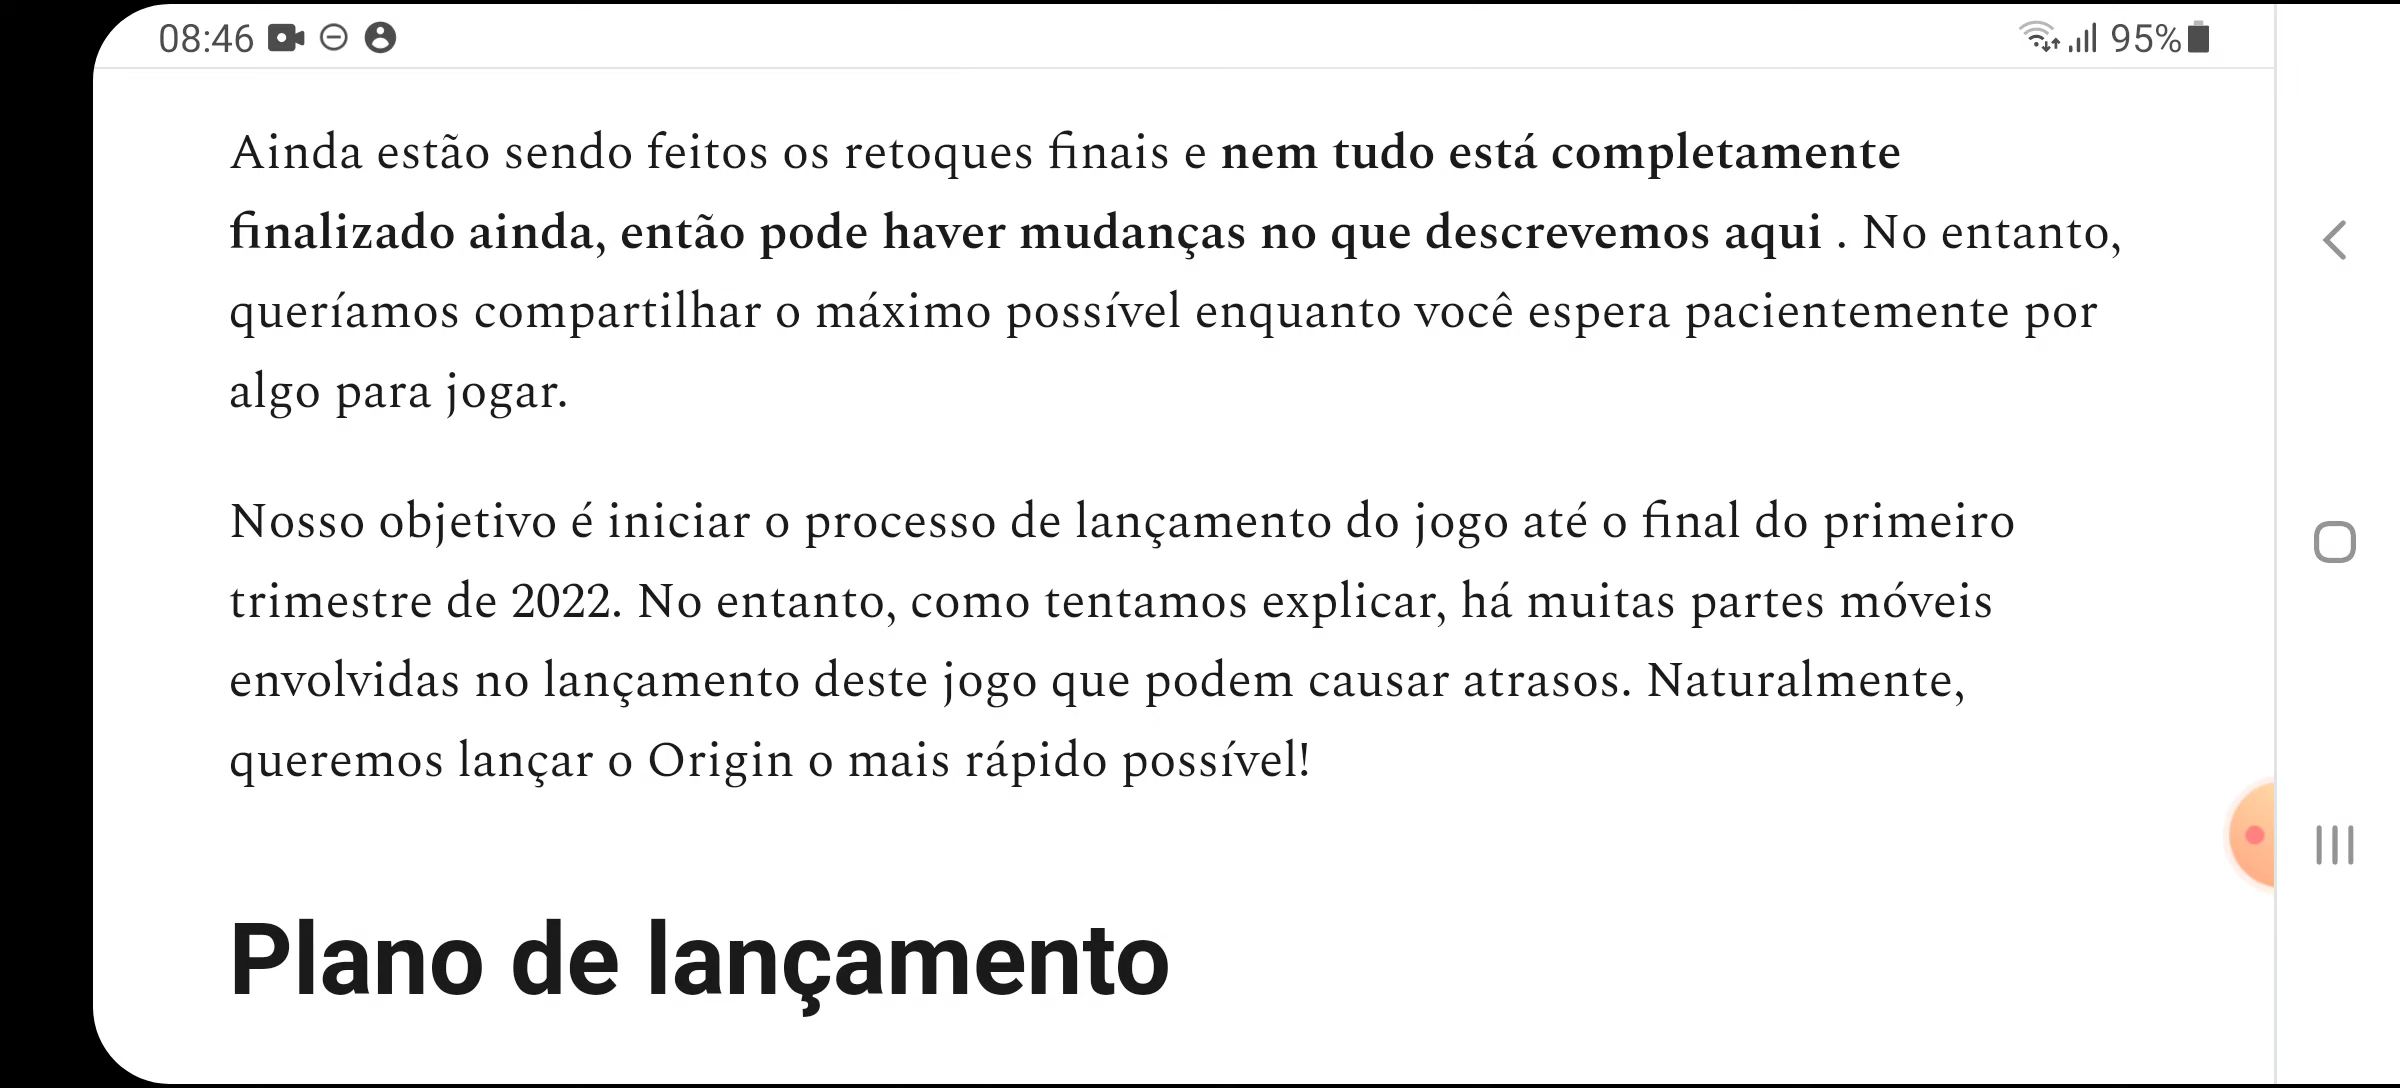 08:46
95%
Ainda estão sendo feitos os retoques finais e nem tudo está completamente
finalizado ainda, então pode haver mudanças no que descrevemos aqui . No entanto,
queríamos compartilhar o máximo possível enquanto você espera pacientemente por
algo para jogar.
Nosso objetivo é iniciar o processo de lançamento do jogo até o final do primeiro
trimestre de 2022. No entanto, como tentamos explicar, há muitas partes móveis
envolvidas no lançamento deste jogo que podem causar atrasos. Naturalmente,
queremos lançar o Origin o mais rápido possível!
Plano de lançamento